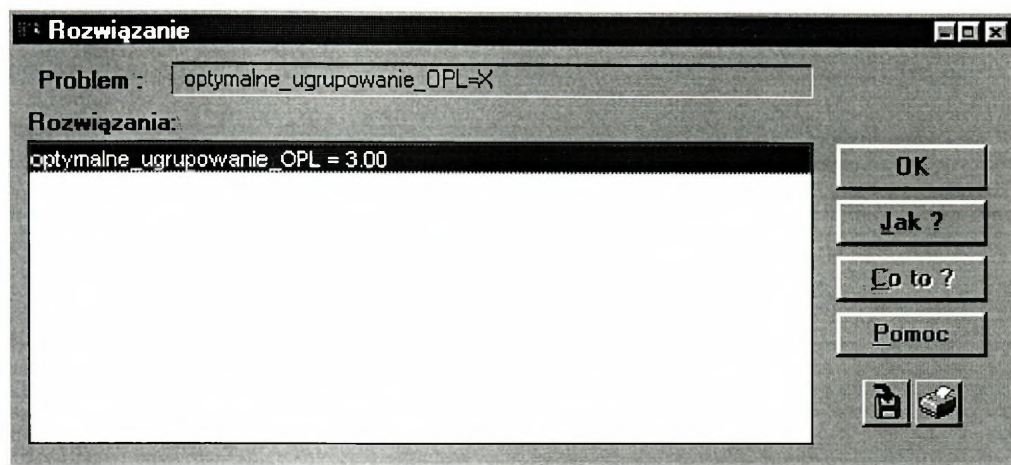 Rozwiązanie
Problem : optymalne_ugrupowanie_OPL=X
Rozwiązania:
optymalne_ugrupowanie_OPL = 3.00
OK
Jak ?
Co to ?
Pomoc